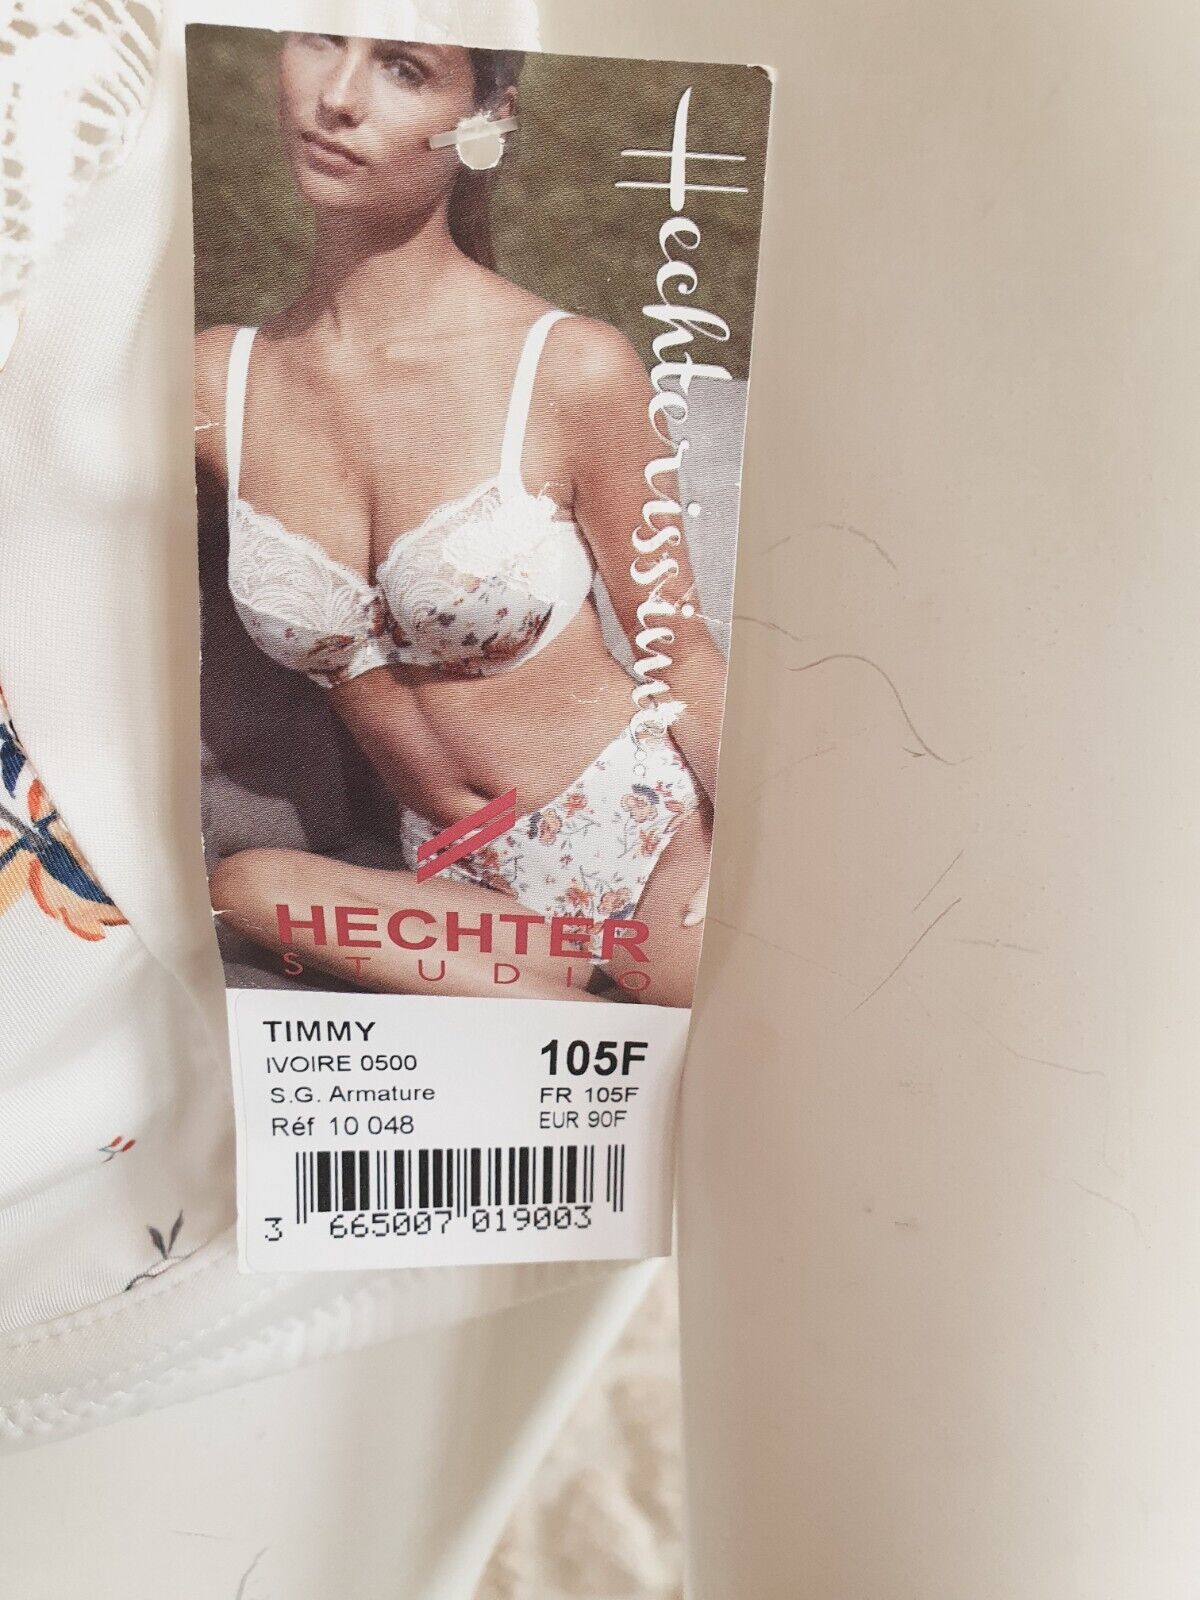 Hechterissime...
HECHTER
STUDIO
TIMMY
IVOIRE 0500
S.G. Armature
Réf 10 048
105F
FR 105F
EUR 90F
3 665007 019003